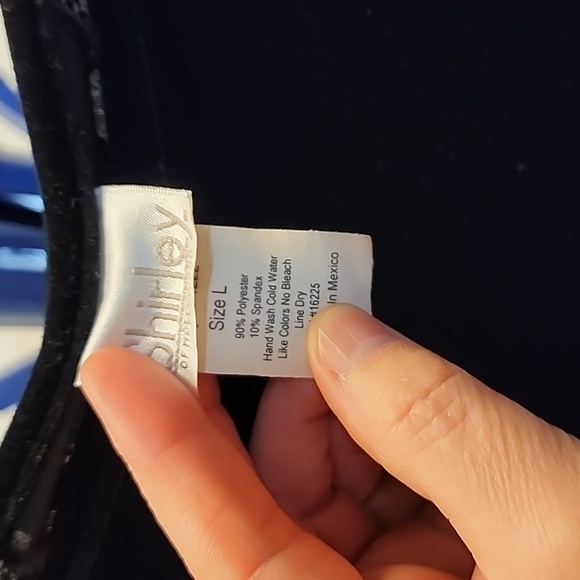 Shirley
OF
Size L
90% Polyester
10% Spandex
Hand Wash Cold Water
Like Colors No Bleach
Line Dry
#16225
In Mexico